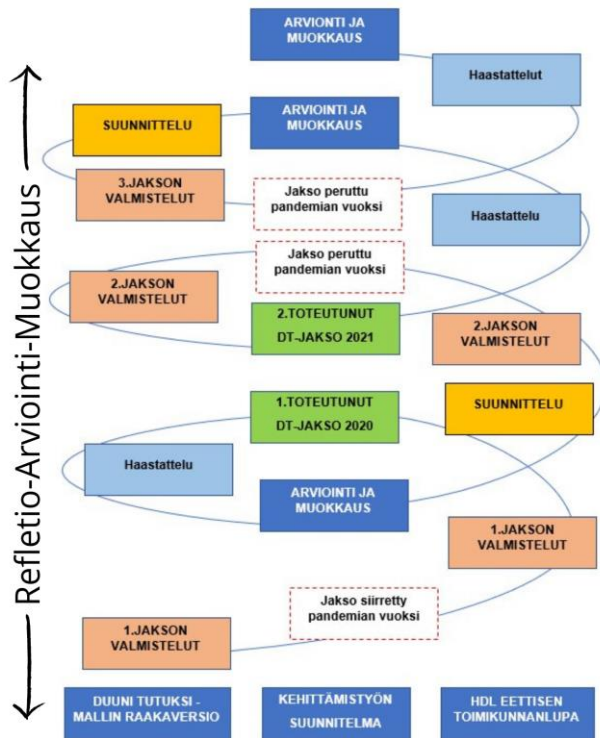 Refletio-Arviointi-Muokkaus
ARVIONTI JA
MUOKKAUS
Haastattelut
SUUNNITTELU
ARVIOINTI JA
MUOKKAUS
3.JAKSON
VALMISTELUT
Jakso peruttu
pandemian vuoksi
Haastattelu
Jakso peruttu
pandemian vuoksi
2.JAKSON
VALMISTELUT
2.TOTEUTUNUT
DT-JAKSO 2021
2.JAKSON
VALMISTELUT
1.TOTEUTUNUT
DT-JAKSO 2020
SUUNNITTELU
Haastattelu
ARVIOINTI JA
MUOKKAUS
1.JAKSON
VALMISTELUT
Jakso siirretty
pandemian vuoksi
1.JAKSON
VALMISTELUT
DUUNI TUTUKSI -
MALLIN RAAKAVERSIO
KEHITTÄMISTYÖN
SUUNNITELMA
HDL EETTISEN
TOIMIKUNNANLUPA